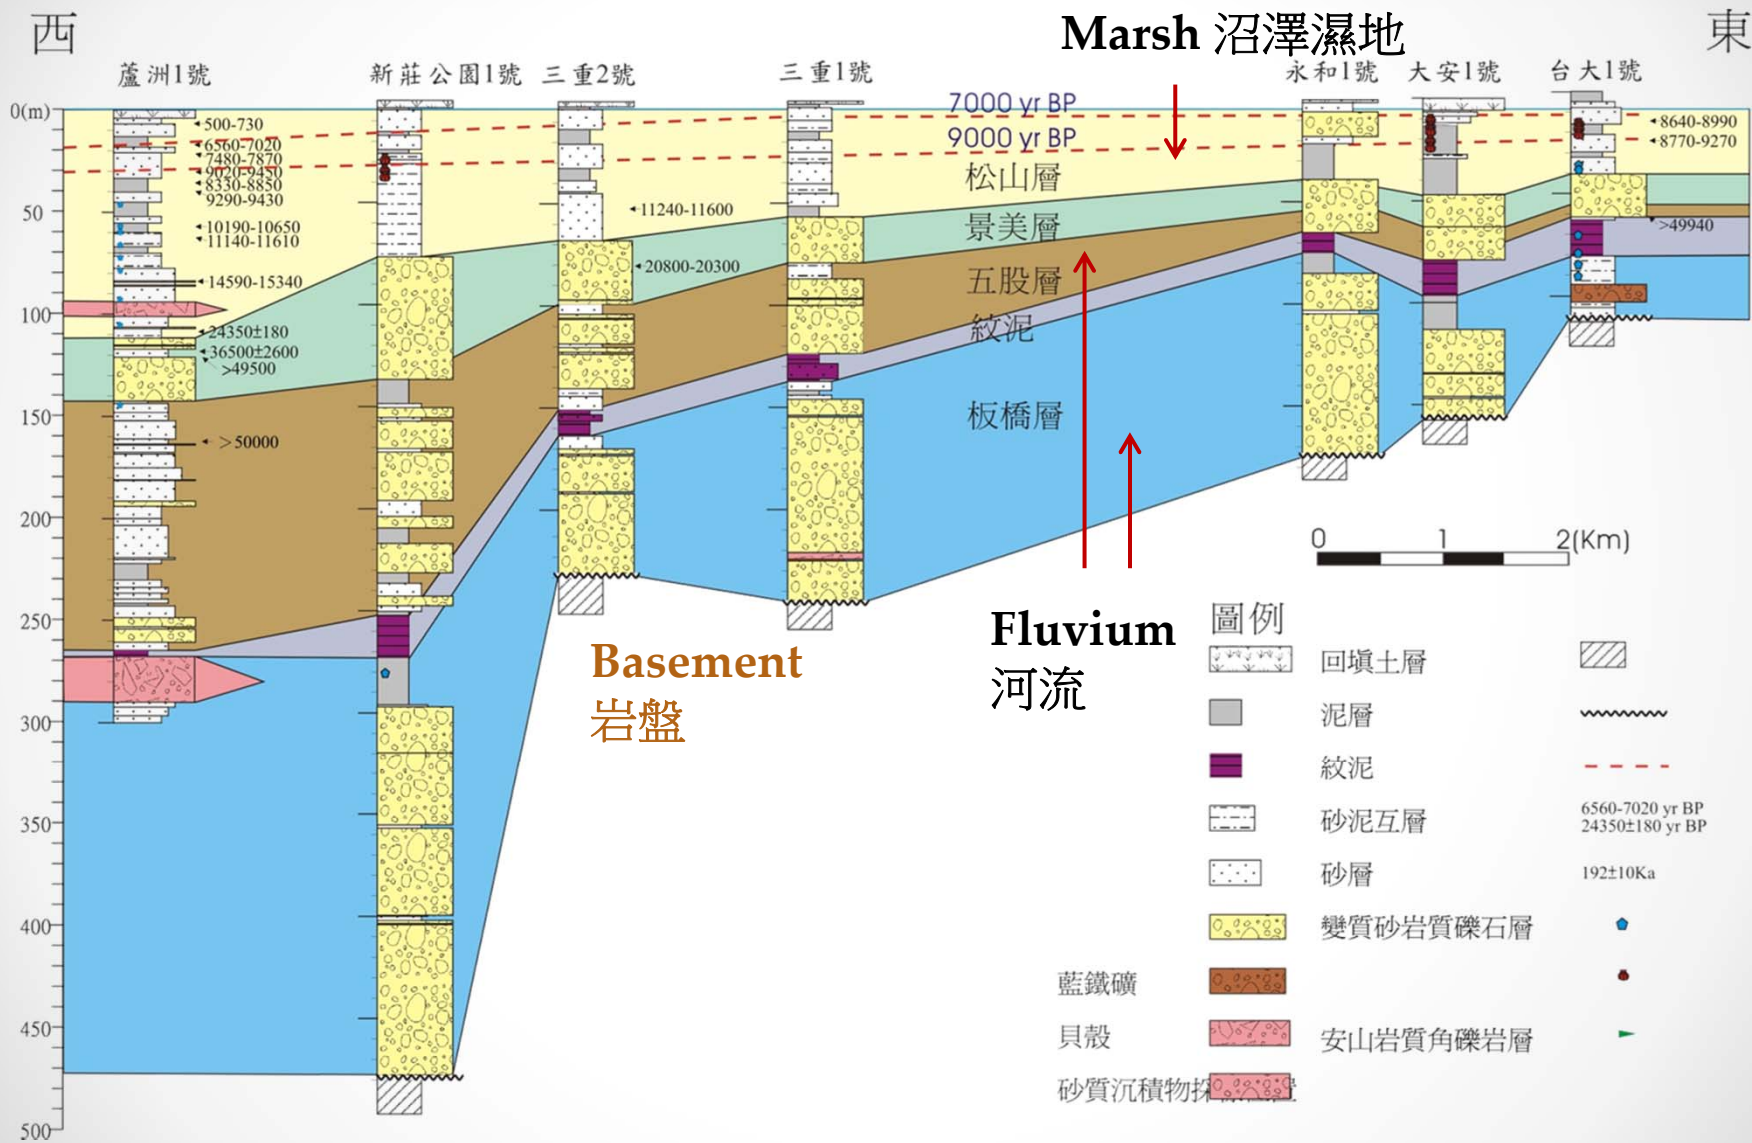 西
Marsh 沼澤濕地
東
蘆洲1號
新莊公園1號
三重2號
三重1號
永和1號
大安1號
台大1號
0(m)
7000 yr BP
500-730
9000 yr BP
8640-8990
6560-7020
8770-9270
7480-7870
9020-9450
松山層
8330-8850
9290-9430
50
11240-11600
10190-10650
景美層
>49940
11140-11610
20800-20300
14590-15340
五股層
100
24350±180
紋泥
36500±2600
>49500
150
板橋層
>50000
200
0 1 2(Km)
250
Fluvium
河流
圖例
Basement
岩盤
回填土層
300
泥層
紋泥
350
砂泥互層
6560-7020 yr BP
24350±180 yr BP
砂層
192±10Ka
400
變質砂岩質礫石層
藍鐵礦
450
貝殼
安山岩質角礫岩層
砂質沉積物採
500